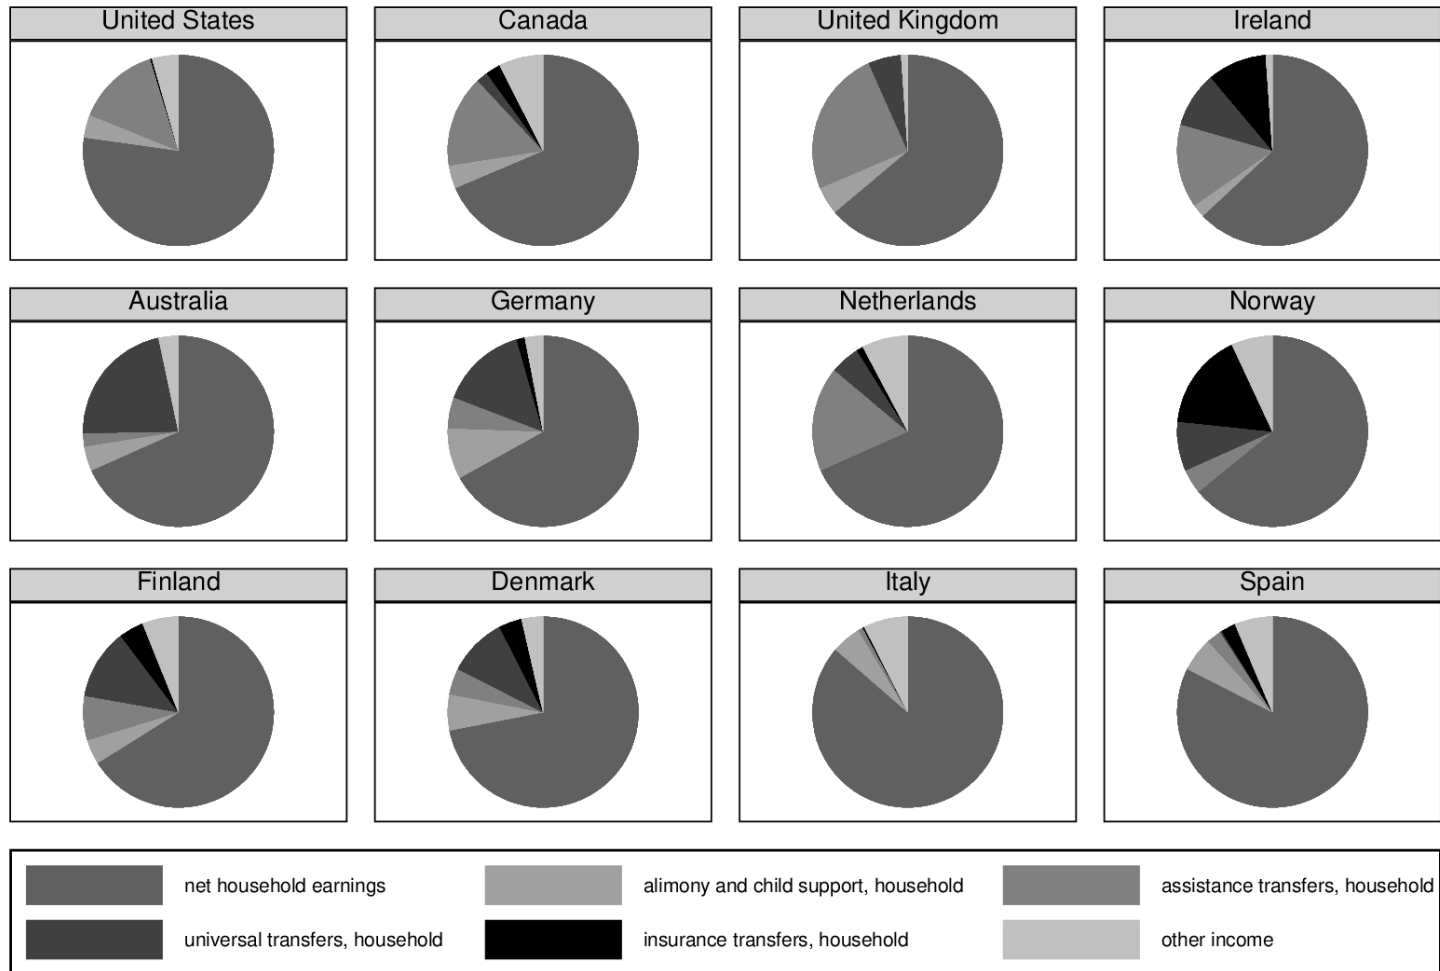 United States
Canada
United Kingdom
Ireland
Australia
Germany
Netherlands
Norway
Finland
Denmark
Italy
Spain
net household earnings
alimony and child support, household
assistance transfers, household
universal transfers, household
insurance transfers, household
other income